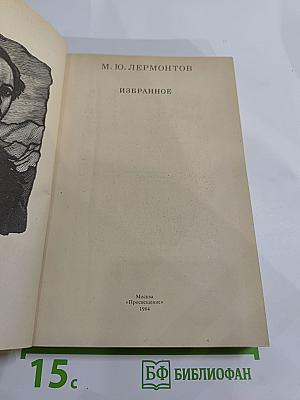 М. Ю. ЛЕРМОНТОВ
ИЗБРАННОЕ
Москва
«Просвещение»
1984
15с
БФ БИБЛИОФАН